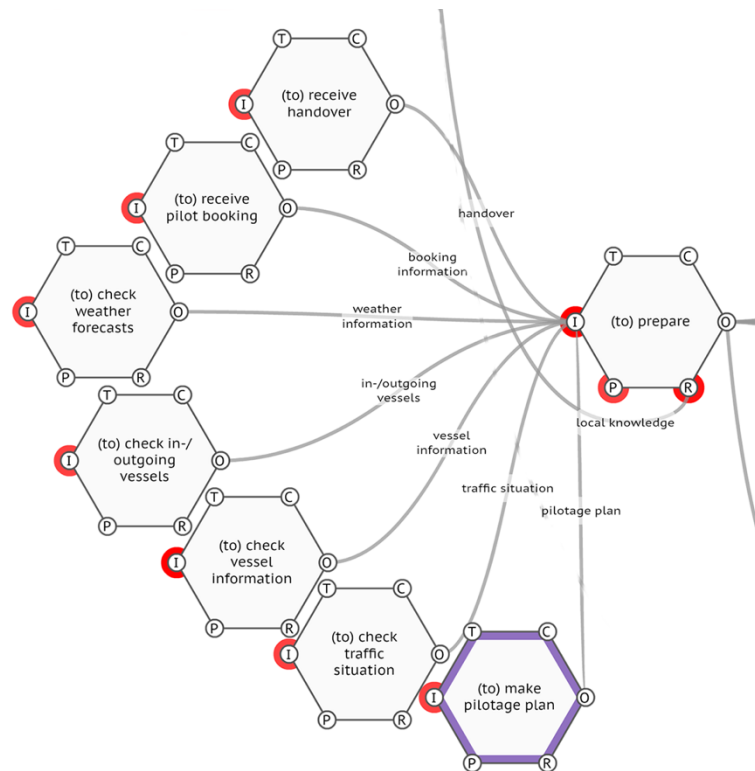 T
C
(to) receive
handover
I
O
P
R
handover
T
C
(to) receive
pilot booking
I
O
P
R
booking
information
T
C
(to) check
weather
forecasts
I
O
P
R
weather
information
T
C
(to) prepare
I
O
P
R
local knowledge
in-/outgoing
vessels
T
C
(to) check in-/
outgoing
vessels
I
O
P
R
vessel
information
T
C
(to) check
vessel
information
I
O
P
R
traffic situation
T
C
(to) check
traffic
situation
I
O
P
R
pilotage plan
T
C
(to) make
pilotage plan
I
O
P
R